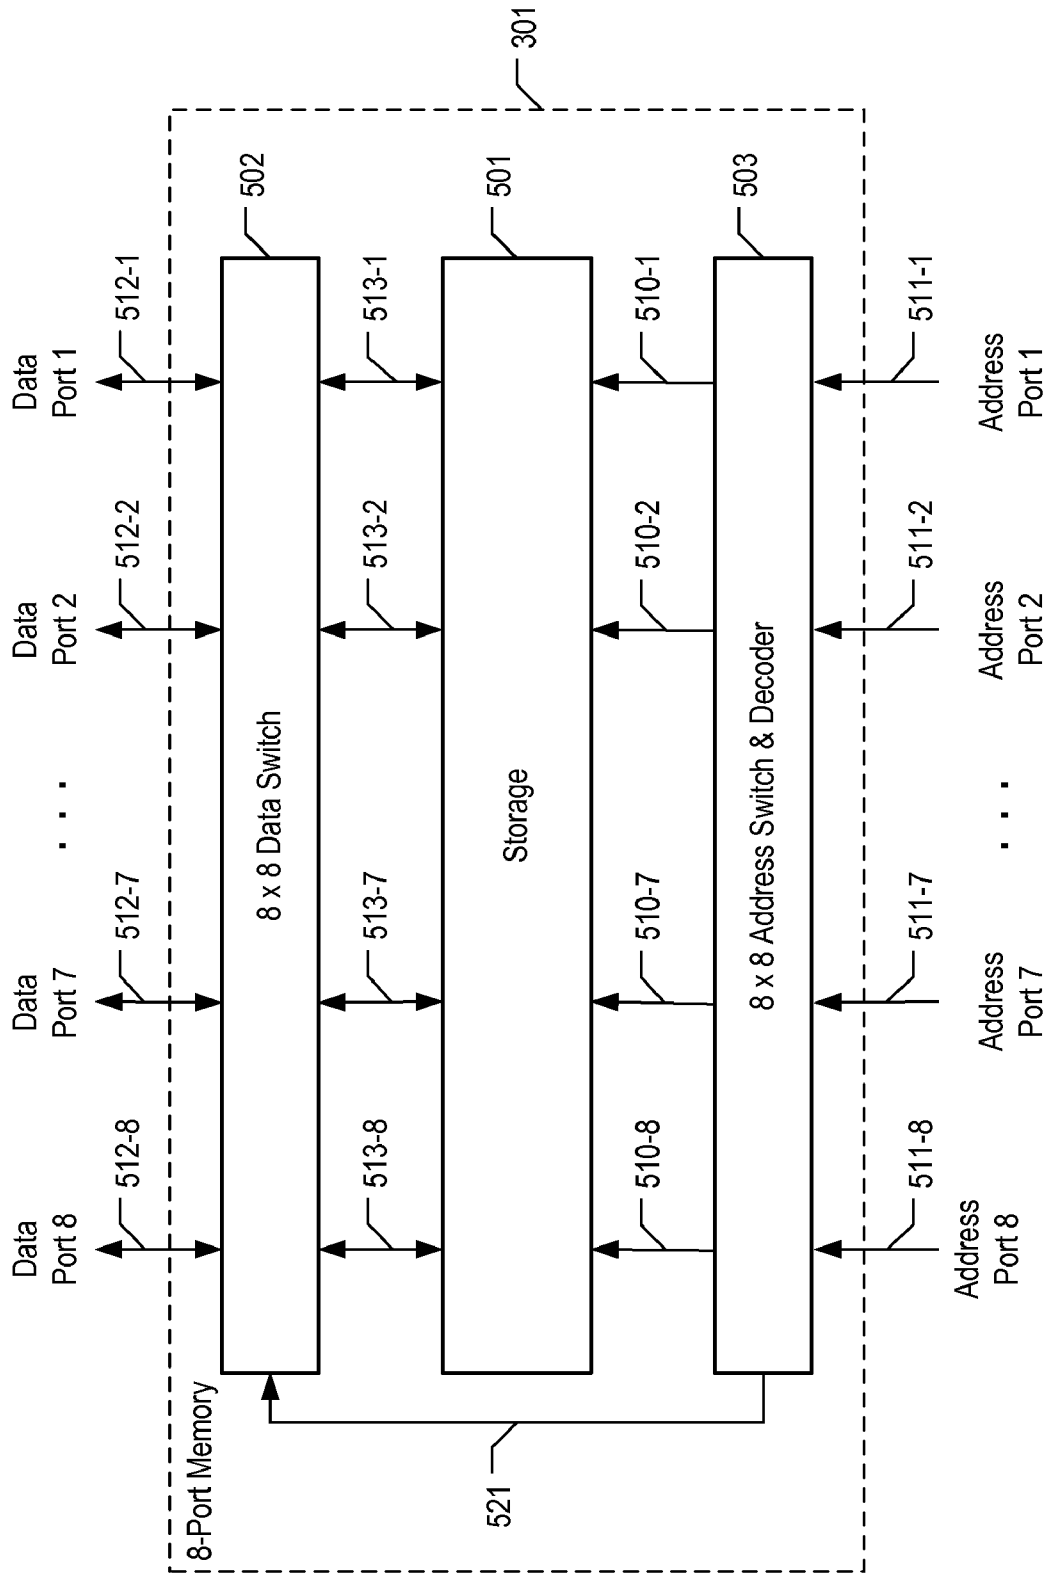 Data
Port 8
Data
Port 7
. . .
Data
Port 2
Data
Port 1
512-8
512-7
512-2
512-1
8-Port Memory
8 x 8 Data Switch
502
513-8
513-7
513-2
513-1
521
Storage
501
301
510-8
510-7
510-2
510-1
8 x 8 Address Switch & Decoder
503
511-8
511-7
511-2
511-1
Address
Port 8
Address
Port 7
. . .
Address
Port 2
Address
Port 1